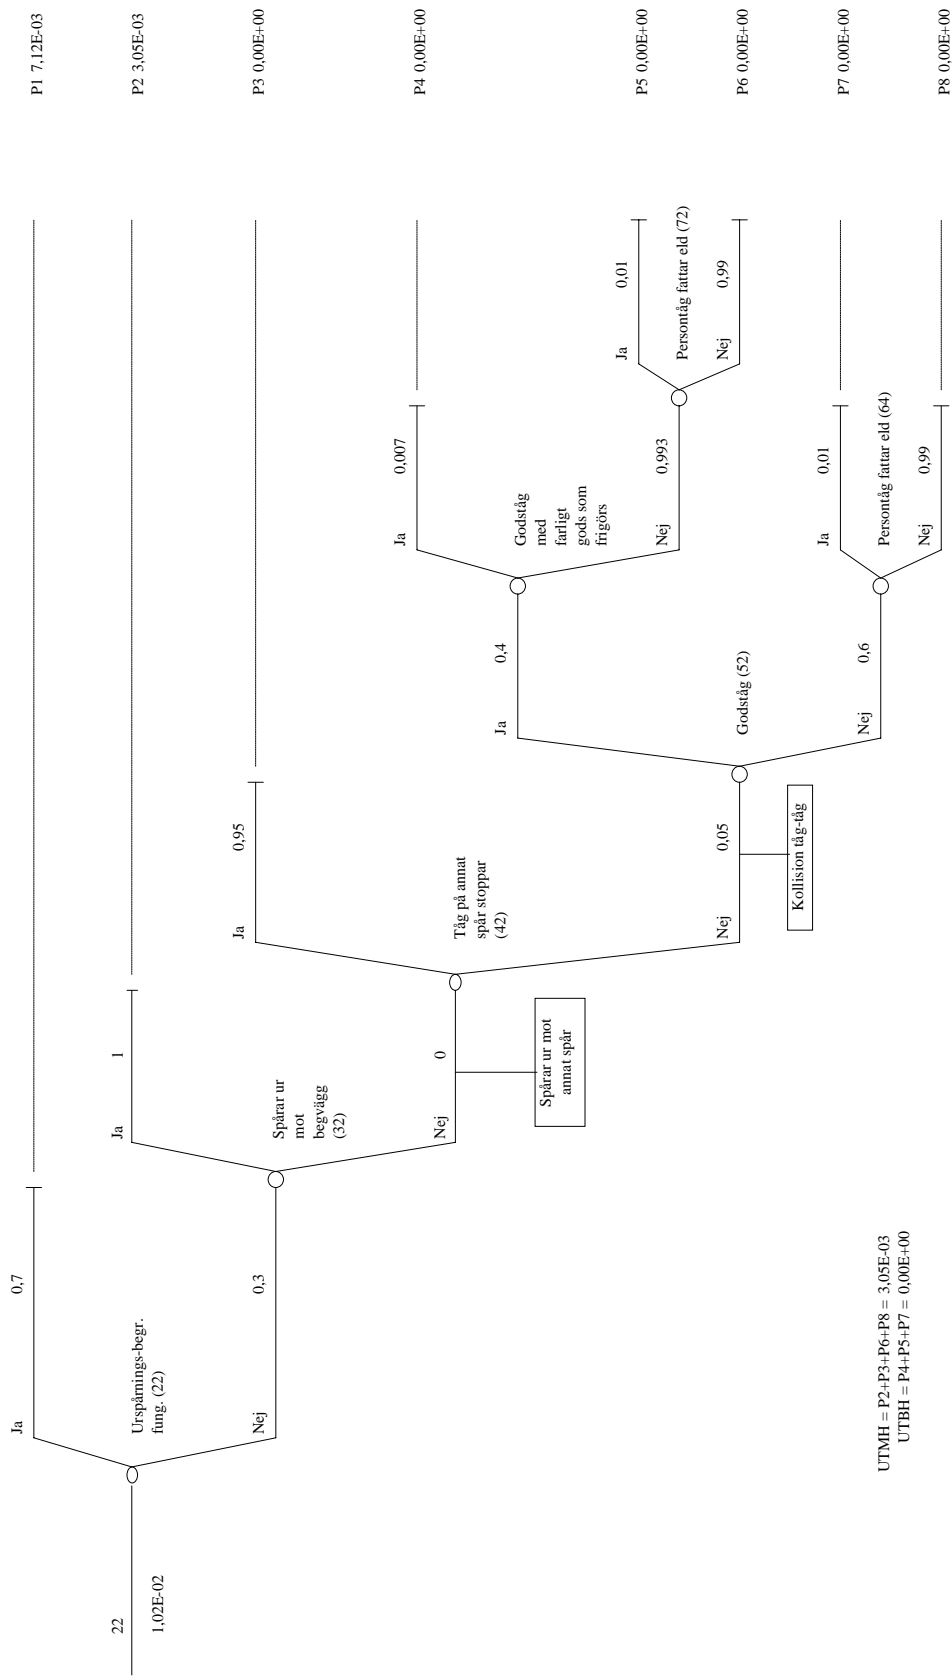 22
1,02E-02
Urspårnings-begr.
fung. (22)
Ja
0,7
Nej
0,3
Spårar ur
mot
begvägg
(32)
Ja
1
Nej
0
Spårar ur mot
annat spår
Tåg på annat
spår stoppar
(42)
Ja
0,95
Nej
0,05
Kollision tåg-tåg
Godståg (52)
Ja
0,4
Nej
0,6
Godståg
med
farligt
gods som
frigörs
Ja
0,007
Nej
0,993
Persontåg fattar eld (72)
Ja
0,01
Nej
0,99
Persontåg fattar eld (64)
Ja
0,01
Nej
0,99
P1 7,12E-03
P2 3,05E-03
P3 0,00E+00
P4 0,00E+00
P5 0,00E+00
P6 0,00E+00
P7 0,00E+00
P8 0,00E+00
UTMH = P2+P3+P6+P8 = 3,05E-03
UTBH = P4+P5+P7 = 0,00E+00